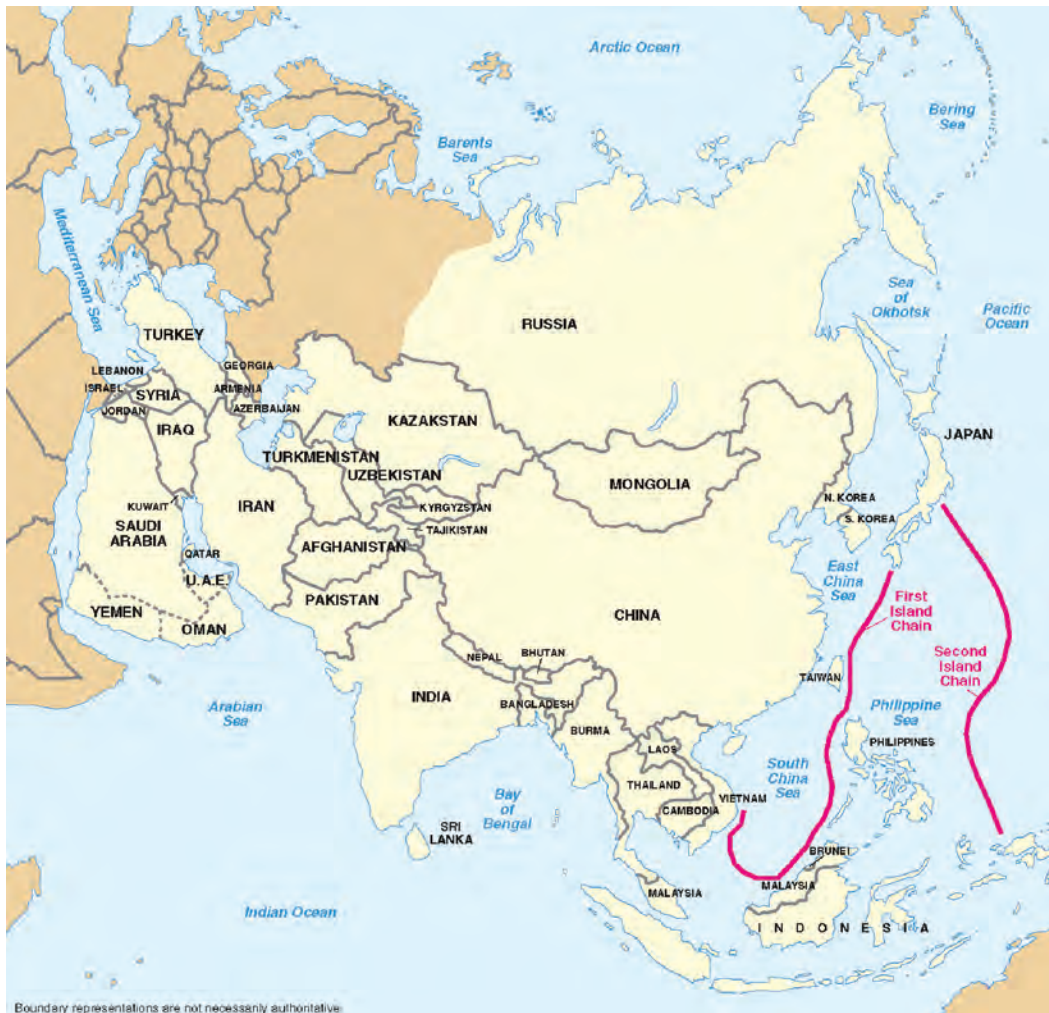 Arctic Ocean
Bering
Sea
Barents
Sea
Mediterranean Sea
Sea
of
Okhotsk
Pacific
Ocean
RUSSIA
TURKEY
GEORGIA
LEBANON
ISRAEL
SYRIA
ARMENIA
JORDAN
AZERBAIJAN
IRAQ
KAZAKSTAN
JAPAN
TURKMENISTAN
UZBEKISTAN
MONGOLIA
KUWAIT
IRAN
KYRGYZSTAN
N. KOREA
SAUDI
ARABIA
TAJIKISTAN
S. KOREA
AFGHANISTAN
QATAR
U.A.E.
East
China
Sea
PAKISTAN
First
Island
Chain
YEMEN
OMAN
CHINA
NEPAL
BHUTAN
Second
Island
Chain
TAIWAN
INDIA
BANGLADESH
Arabian
Sea
Philippine
Sea
BURMA
LAOS
PHILIPPINES
South
China
Sea
THAILAND
VIETNAM
Bay
of
Bengal
CAMBODIA
SRI
LANKA
BRUNEI
MALAYSIA
MALAYSIA
Indian Ocean
INDONESIA
Boundary representations are not necessarily authoritative.